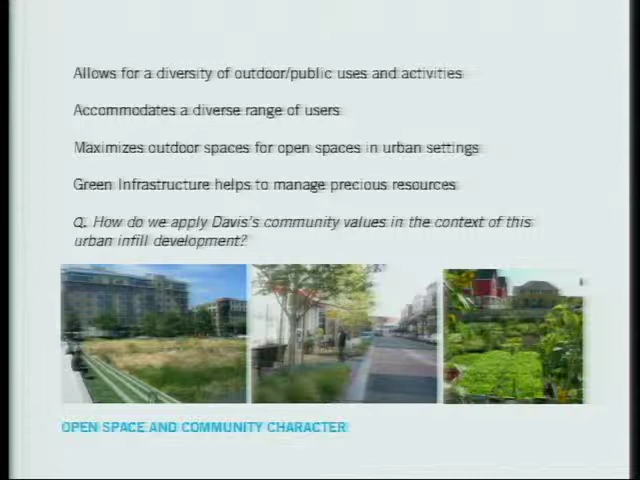 Allows for a diversity of outdoor/public uses and activities
Accommodates a diverse range of users
Maximizes outdoor spaces for open spaces in urban settings
Green Infrastructure helps to manage precious resources
Q. How do we apply Davis's community values in the context of this
urban infill development?
OPEN SPACE AND COMMUNITY CHARACTER